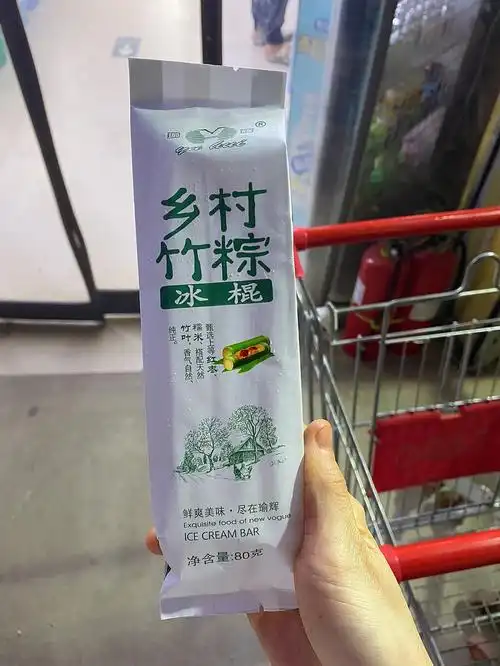 乡村
竹粽
冰棍
甄选上等红枣、
糯米，搭配天然
竹叶，香气自然、
纯正。
鲜爽美味·尽在瑜辉
Exquisite food of new vogue
ICE CREAM BAR
净含量:80克